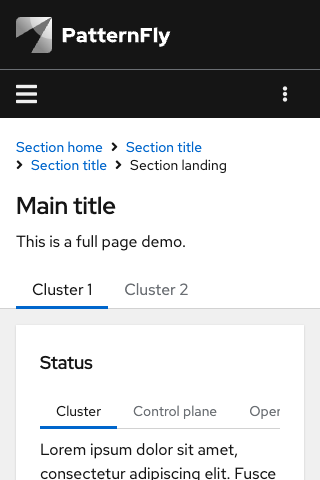 PatternFly
Section home > Section title
> Section title > Section landing
Main title
This is a full page demo.
Cluster 1 Cluster 2
Status
Cluster Control plane Oper
Lorem ipsum dolor sit amet,
consectetur adipiscing elit. Fusce